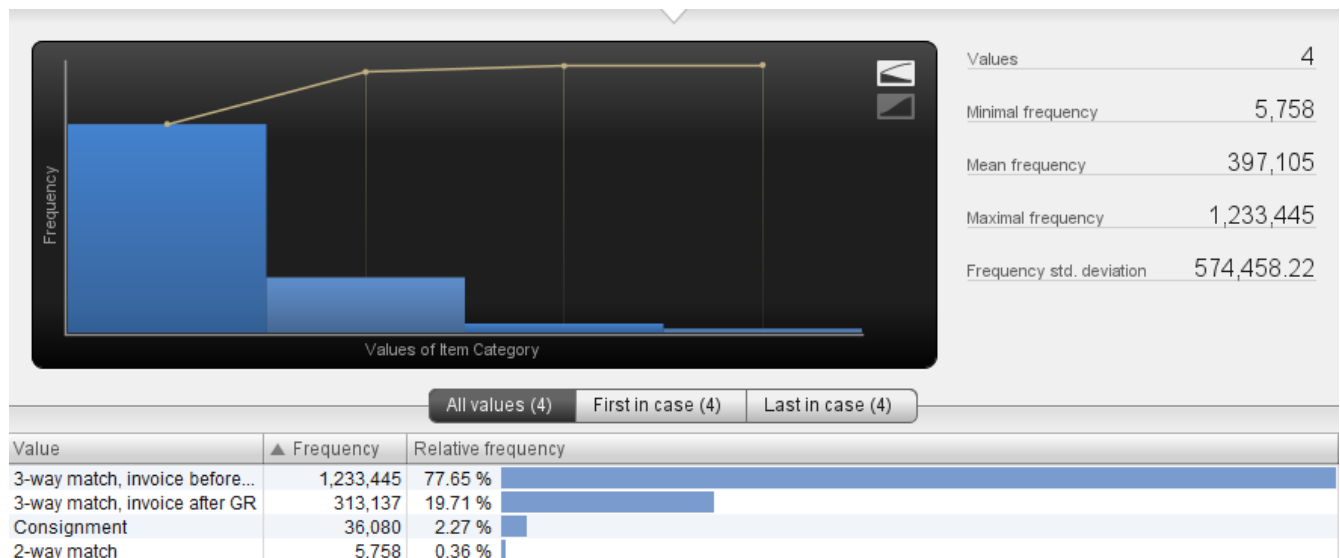 Frequency
Values of Item Category
Values 4
Minimal frequency 5,758
Mean frequency 397,105
Maximal frequency 1,233,445
Frequency std. deviation 574,458.22
All values (4) First in case (4) Last in case (4)
Value ▲ Frequency Relative frequency
3-way match, invoice before... 1,233,445 77.65 %
3-way match, invoice after GR 313,137 19.71 %
Consignment 36,080 2.27 %
2-way match 5,758 0.36 %